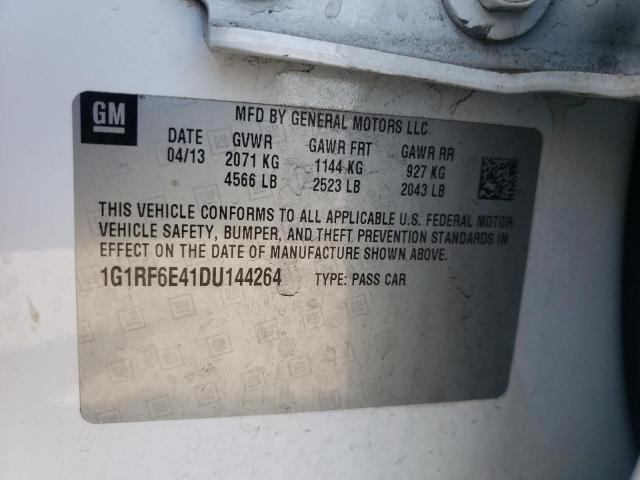 GM
MFD BY GENERAL MOTORS LLC
DATE GVWR GAWR FRT GAWR RR
04/13 2071 KG 1144 KG 927 KG
4566 LB 2523 LB 2043 LB
THIS VEHICLE CONFORMS TO ALL APPLICABLE U.S. FEDERAL MOTOR
VEHICLE SAFETY, BUMPER, AND THEFT PREVENTION STANDARDS IN
EFFECT ON THE DATE OF MANUFACTURE SHOWN ABOVE.
1G1RF6E41DU144264 TYPE: PASS CAR